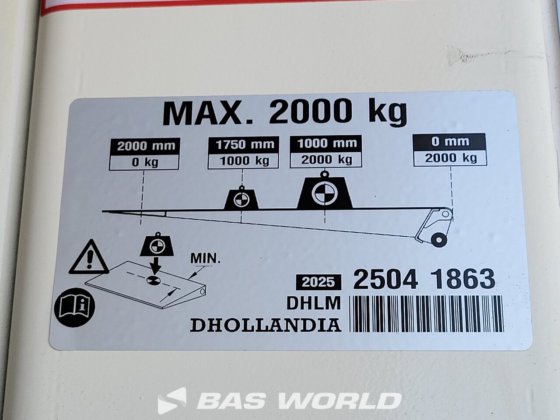 MAX. 2000 kg
2000 mm 1750 mm 1000 mm 0 mm
0 kg 1000 kg 2000 kg 2000 kg
MIN.
2025 2504 1863
DHLM
DHOLLANDIA
BAS WORLD